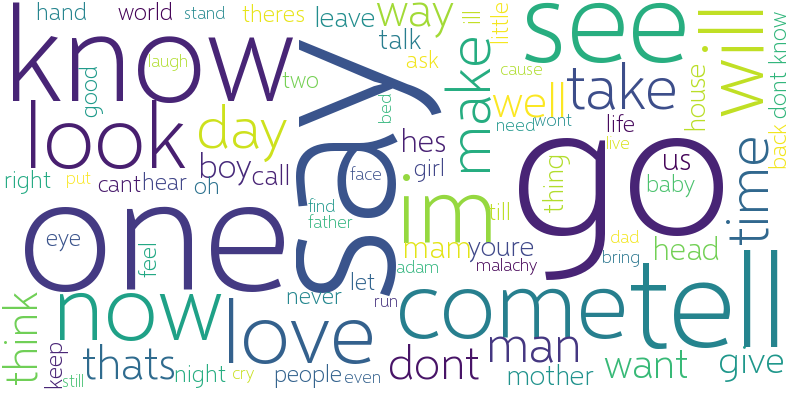 hand world stand theres leave way see will little ill
know laugh good two talk ask cause make well take house dont know
look day boy call bed hes need wont life live back
right put cant hear oh girl face us thing baby time
one say im go till
eye feel find father mam youre dad head
adam malachy bring
now love never let run come tell
think thats night cry people even dont man mother want give
keep still